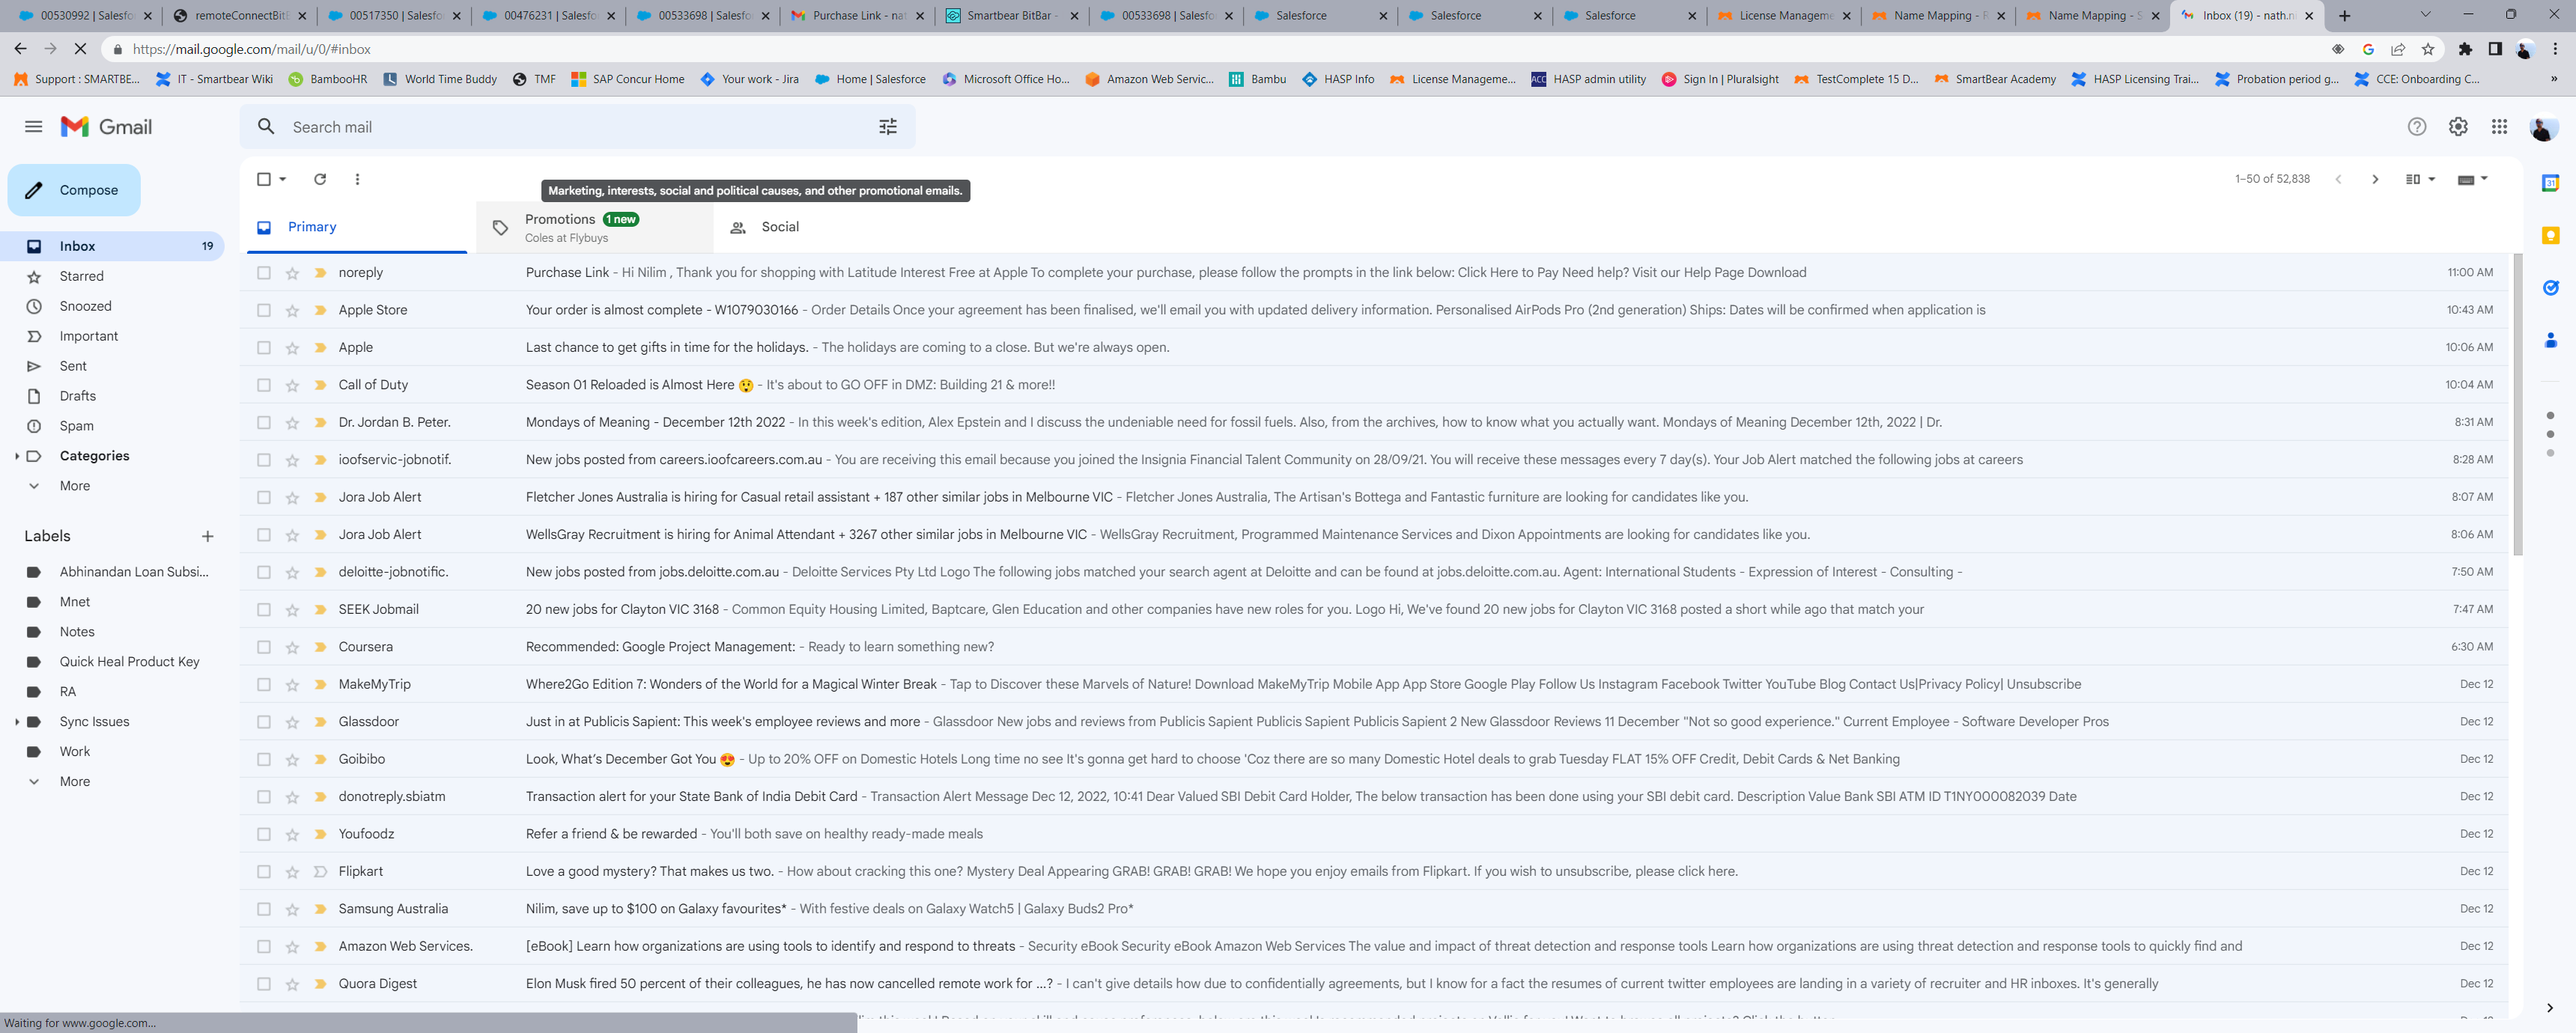 00530992 | Salesfo
remoteConnectBitB
00517350 | Salesfo
00476231 | Salesfo
00533698 | Salesfo
Purchase Link - nat
Smartbear BitBar -
00533698 | Salesfo
Salesforce
Salesforce
Salesforce
License Manageme
Name Mapping - F
Name Mapping - S
Inbox (19) - nath.n
https://mail.google.com/mail/u/0/#inbox
Support : SMARTBE...
IT - Smartbear Wiki
BambooHR
World Time Buddy
TMF
SAP Concur Home
Your work - Jira
Home | Salesforce
Microsoft Office Ho...
Amazon Web Servic...
Bambu
HASP Info
License Manageme...
HASP admin utility
Sign In | Pluralsight
TestComplete 15 D...
SmartBear Academy
HASP Licensing Trai...
Probation period g...
CCE: Onboarding C...
Gmail
Search mail
Compose
Marketing, interests, social and political causes, and other promotional emails.
1–50 of 52,838
Primary
Promotions 1 new
Coles at Flybuys
Social
Inbox 19
Starred
Snoozed
Important
Sent
Drafts
Spam
Categories
More
Labels
Abhinandan Loan Subsi...
Mnet
Notes
Quick Heal Product Key
RA
Sync Issues
Work
More
noreply Purchase Link - Hi Nilim , Thank you for shopping with Latitude Interest Free at Apple To complete your purchase, please follow the prompts in the link below: Click Here to Pay Need help? Visit our Help Page Download 11:00 AM
Apple Store Your order is almost complete - W1079030166 - Order Details Once your agreement has been finalised, we'll email you with updated delivery information. Personalised AirPods Pro (2nd generation) Ships: Dates will be confirmed when application is 10:43 AM
Apple Last chance to get gifts in time for the holidays. - The holidays are coming to a close. But we're always open. 10:06 AM
Call of Duty Season 01 Reloaded is Almost Here 😲 - It's about to GO OFF in DMZ: Building 21 & more!! 10:04 AM
Dr. Jordan B. Peter. Mondays of Meaning - December 12th 2022 - In this week's edition, Alex Epstein and I discuss the undeniable need for fossil fuels. Also, from the archives, how to know what you actually want. Mondays of Meaning December 12th, 2022 | Dr. 8:31 AM
ioofservic-jobnotif. New jobs posted from careers.ioofcareers.com.au - You are receiving this email because you joined the Insignia Financial Talent Community on 28/09/21. You will receive these messages every 7 day(s). Your Job Alert matched the following jobs at careers 8:28 AM
Jora Job Alert Fletcher Jones Australia is hiring for Casual retail assistant + 187 other similar jobs in Melbourne VIC - Fletcher Jones Australia, The Artisan's Bottega and Fantastic furniture are looking for candidates like you. 8:07 AM
Jora Job Alert WellsGray Recruitment is hiring for Animal Attendant + 3267 other similar jobs in Melbourne VIC - WellsGray Recruitment, Programmed Maintenance Services and Dixon Appointments are looking for candidates like you. 8:06 AM
deloitte-jobnotific. New jobs posted from jobs.deloitte.com.au - Deloitte Services Pty Ltd Logo The following jobs matched your search agent at Deloitte and can be found at jobs.deloitte.com.au. Agent: International Students - Expression of Interest - Consulting - 7:50 AM
SEEK Jobmail 20 new jobs for Clayton VIC 3168 - Common Equity Housing Limited, Baptcare, Glen Education and other companies have new roles for you. Logo Hi, We've found 20 new jobs for Clayton VIC 3168 posted a short while ago that match your 7:47 AM
Coursera Recommended: Google Project Management: - Ready to learn something new? 6:30 AM
MakeMyTrip Where2Go Edition 7: Wonders of the World for a Magical Winter Break - Tap to Discover these Marvels of Nature! Download MakeMyTrip Mobile App App Store Google Play Follow Us Instagram Facebook Twitter YouTube Blog Contact Us|Privacy Policy| Unsubscribe Dec 12
Glassdoor Just in at Publicis Sapient: This week's employee reviews and more - Glassdoor New jobs and reviews from Publicis Sapient Publicis Sapient Publicis Sapient 2 New Glassdoor Reviews 11 December "Not so good experience." Current Employee - Software Developer Pros Dec 12
Goibibo Look, What's December Got You 😍 - Up to 20% OFF on Domestic Hotels Long time no see It's gonna get hard to choose 'Coz there are so many Domestic Hotel deals to grab Tuesday FLAT 15% OFF Credit, Debit Cards & Net Banking Dec 12
donotreply.sbiatm Transaction alert for your State Bank of India Debit Card - Transaction Alert Message Dec 12, 2022, 10:41 Dear Valued SBI Debit Card Holder, The below transaction has been done using your SBI debit card. Description Value Bank SBI ATM ID T1NY000082039 Date Dec 12
Youfoodz Refer a friend & be rewarded - You'll both save on healthy ready-made meals Dec 12
Flipkart Love a good mystery? That makes us two. - How about cracking this one? Mystery Deal Appearing GRAB! GRAB! GRAB! We hope you enjoy emails from Flipkart. If you wish to unsubscribe, please click here. Dec 12
Samsung Australia Nilim, save up to $100 on Galaxy favourites* - With festive deals on Galaxy Watch5 | Galaxy Buds2 Pro* Dec 12
Amazon Web Services. [eBook] Learn how organizations are using tools to identify and respond to threats - Security eBook Security eBook Amazon Web Services The value and impact of threat detection and response tools Learn how organizations are using threat detection and response tools to quickly find and Dec 12
Quora Digest Elon Musk fired 50 percent of their colleagues, he has now cancelled remote work for ...? - I can't give details how due to confidentially agreements, but I know for a fact the resumes of current twitter employees are landing in a variety of recruiter and HR inboxes. It's generally Dec 12
Waiting for www.google.com...